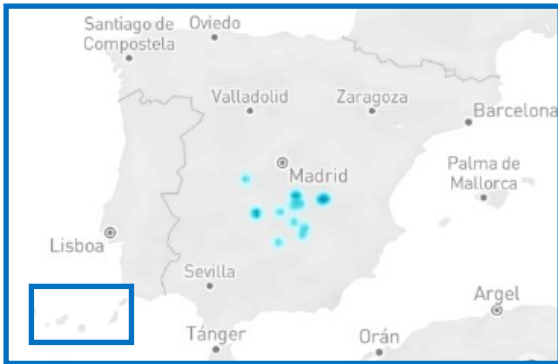 Santiago de
Compostela
Oviedo
Valladolid
Zaragoza
Barcelona
Madrid
Palma de
Mallorca
Lisboa
Sevilla
Argel
Tánger
Orán